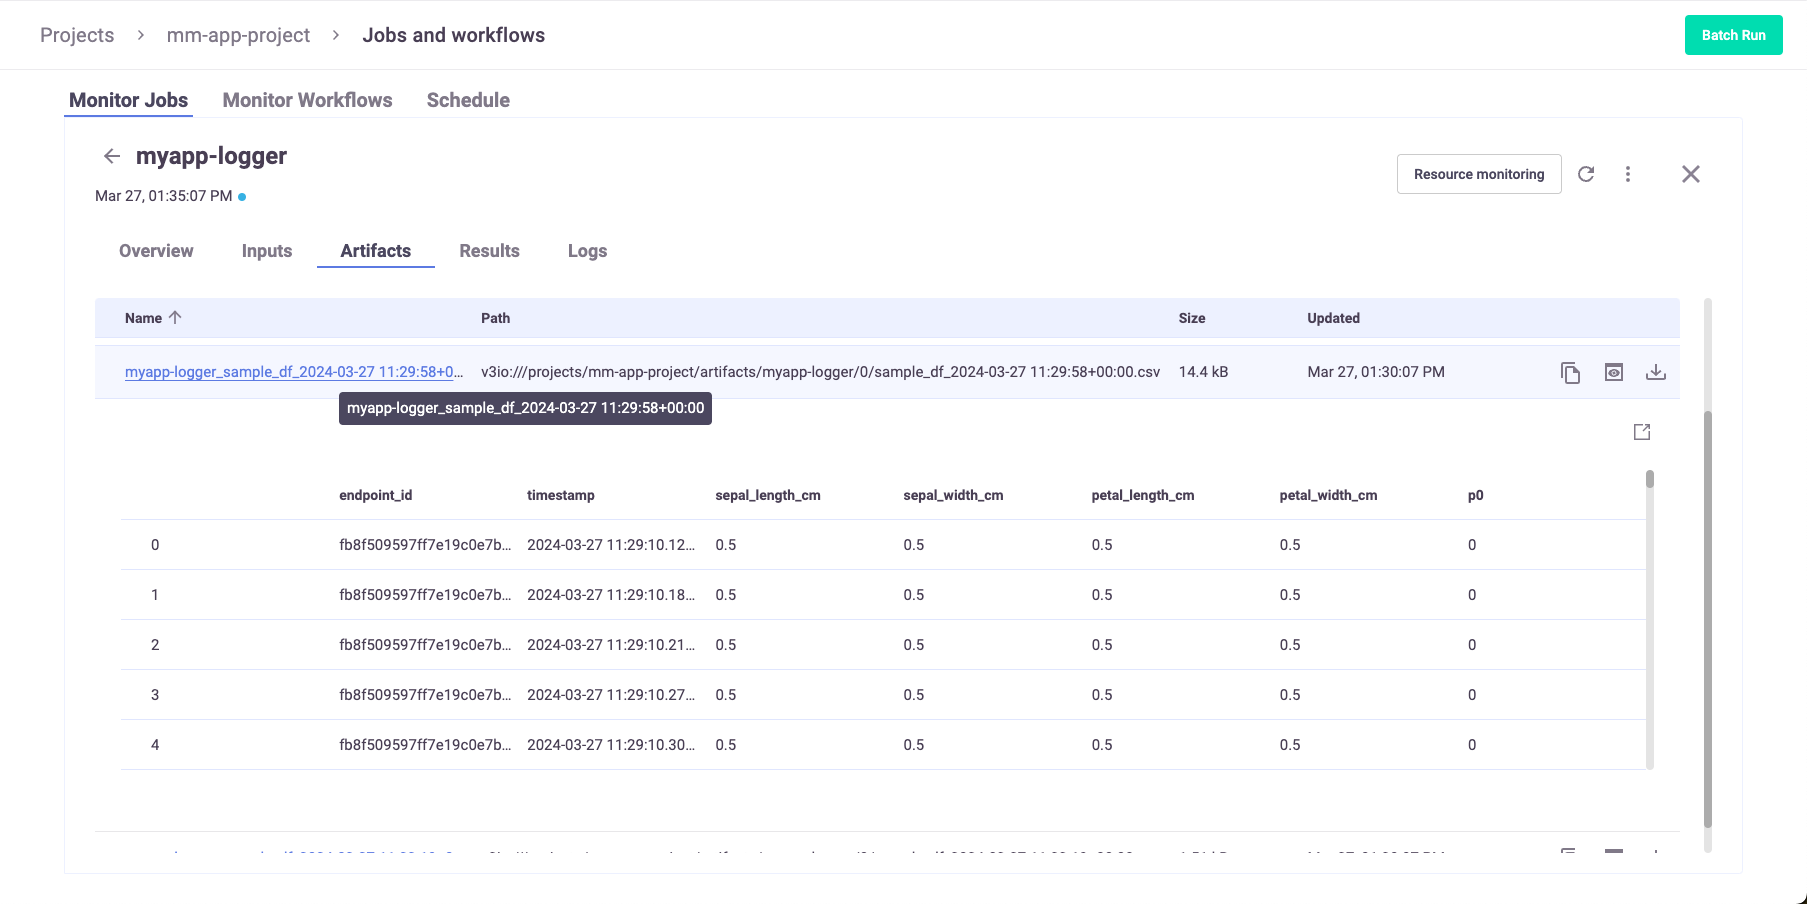 Projects > mm-app-project > Jobs and workflows
Batch Run
Monitor Jobs Monitor Workflows Schedule
myapp-logger
Mar 27, 01:35:07 PM
Resource monitoring
Overview Inputs Artifacts Results Logs
Name Path Size Updated
myapp-logger_sample_df_2024-03-27 11:29:58+0... v3io:///projects/mm-app-project/artifacts/myapp-logger/0/sample_df_2024-03-27 11:29:58+00:00.csv 14.4 kB Mar 27, 01:30:07 PM
myapp-logger_sample_df_2024-03-27 11:29:58+00:00
endpoint_id timestamp sepal_length_cm sepal_width_cm petal_length_cm petal_width_cm p0
0 fb8f509597ff7e19c0e7b... 2024-03-27 11:29:10.12... 0.5 0.5 0.5 0.5 0
1 fb8f509597ff7e19c0e7b... 2024-03-27 11:29:10.18... 0.5 0.5 0.5 0.5 0
2 fb8f509597ff7e19c0e7b... 2024-03-27 11:29:10.21... 0.5 0.5 0.5 0.5 0
3 fb8f509597ff7e19c0e7b... 2024-03-27 11:29:10.27... 0.5 0.5 0.5 0.5 0
4 fb8f509597ff7e19c0e7b... 2024-03-27 11:29:10.30... 0.5 0.5 0.5 0.5 0